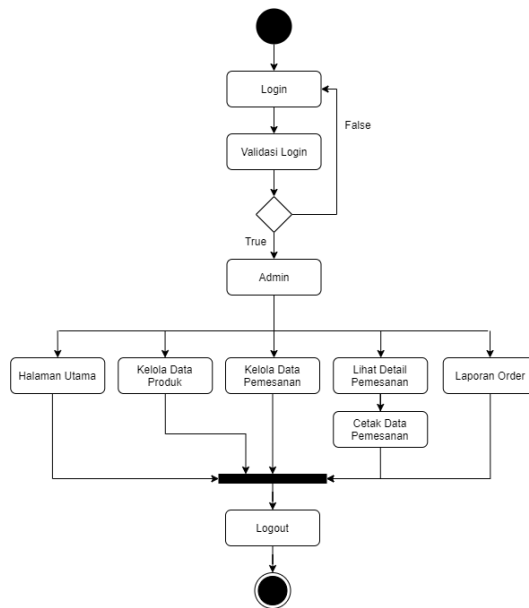 Login
False
Validasi Login
True
Admin
Halaman Utama
Kelola Data
Produk
Kelola Data
Pemesanan
Lihat Detail
Pemesanan
Laporan Order
Cetak Data
Pemesanan
Logout